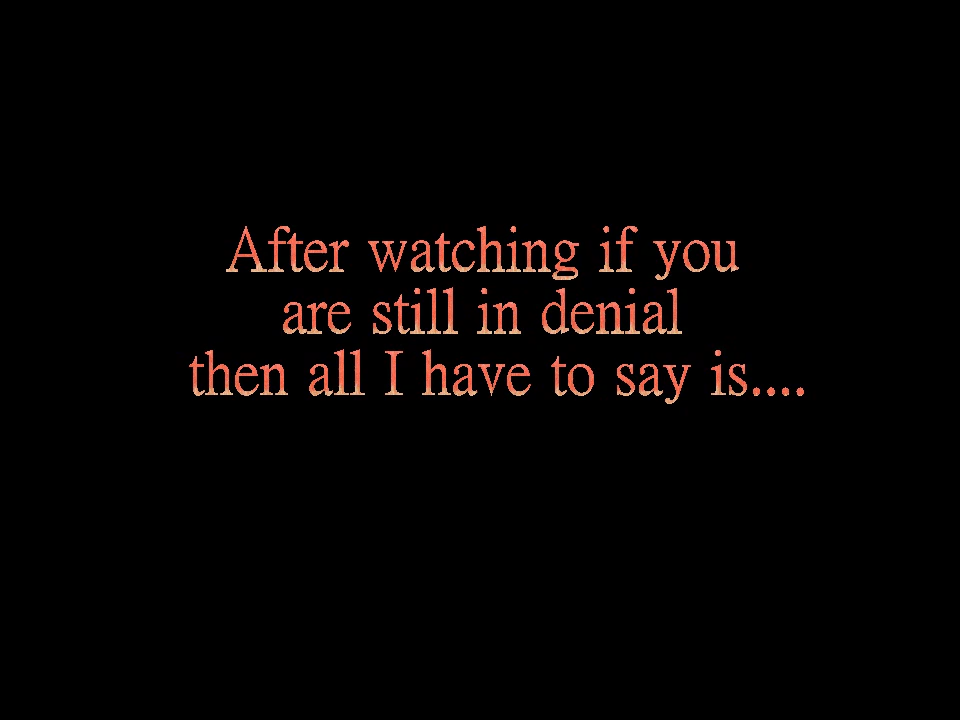 After watching if you
are still in denial
then all I have to say is....